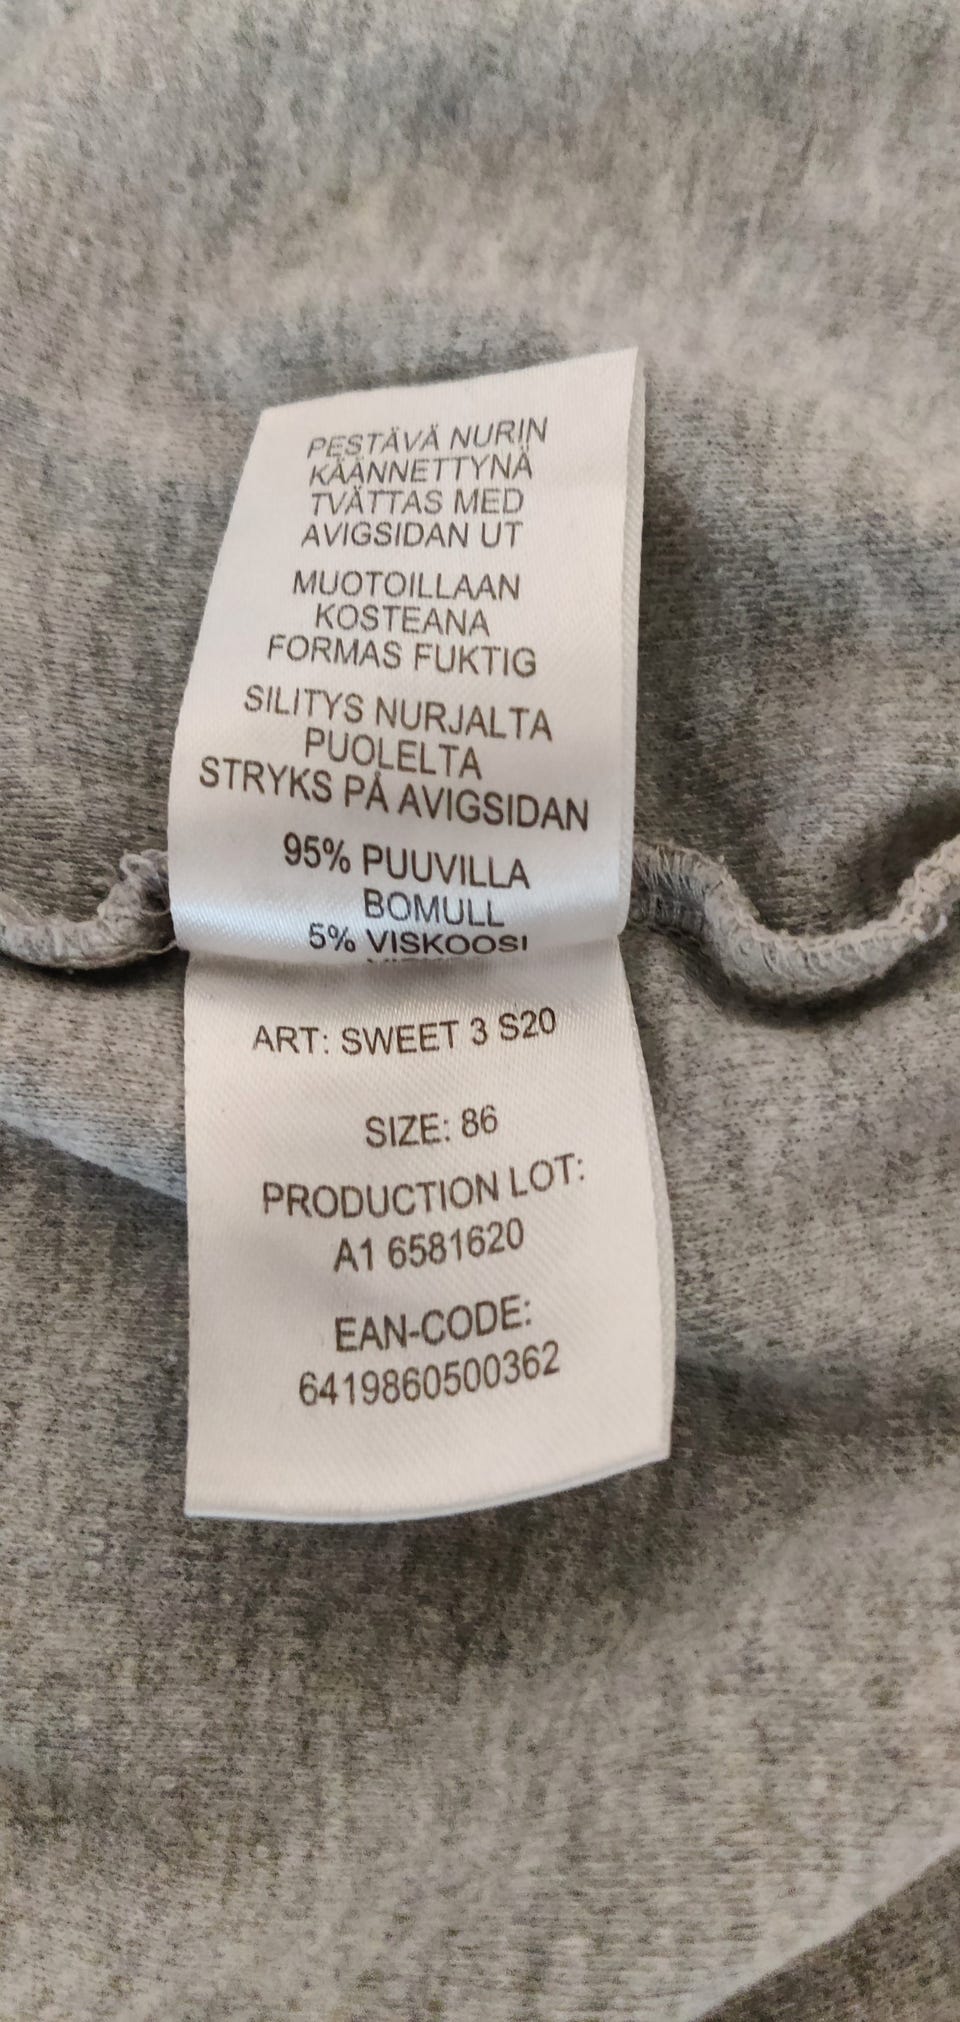 PESTÄVÄ NURIN
KÄÄNNETTYNÄ
TVÄTTAS MED
AVIGSIDAN UT
MUOTOILLAAN
KOSTEANA
FORMAS FUKTIG
SILITYS NURJALTA
PUOLELTA
STRYKS PÅ AVIGSIDAN
95% PUUVILLA
BOMULL
5% VISKOOSI
ART: SWEET 3 S20
SIZE: 86
PRODUCTION LOT:
A1 6581620
EAN-CODE:
6419860500362